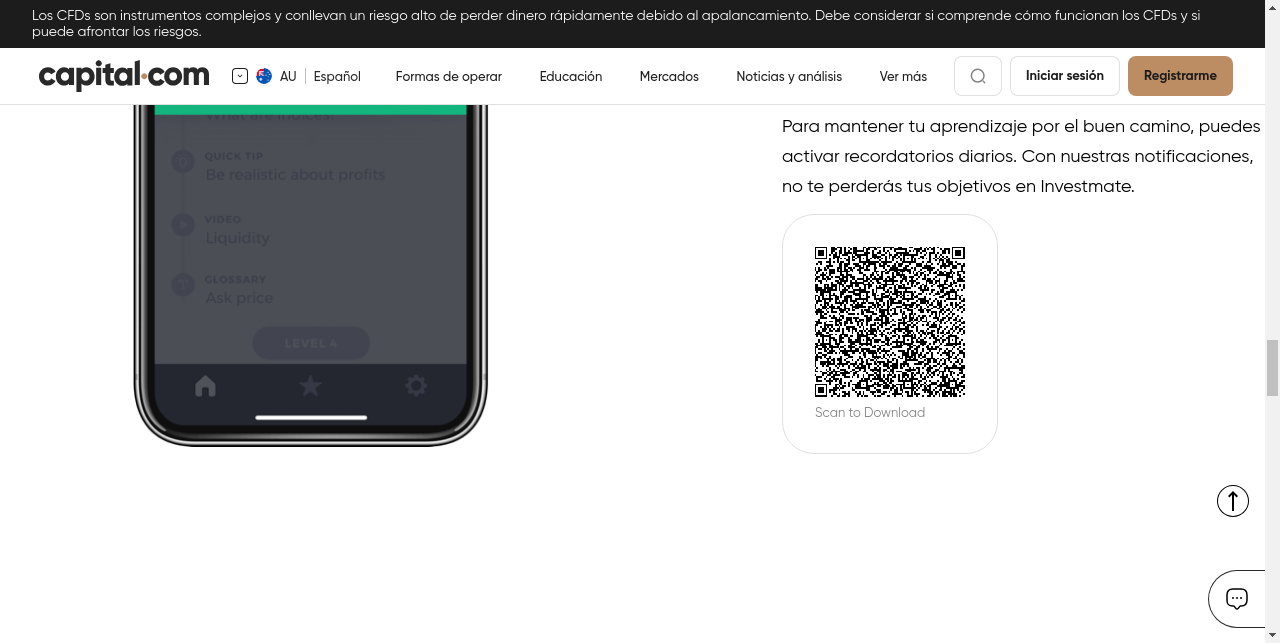 Los CFDs son instrumentos complejos y conllevan un riesgo alto de perder dinero rápidamente debido al apalancamiento. Debe considerar si comprende cómo funcionan los CFDs y si
puede afrontar los riesgos.
capital.com
AU
Español
Formas de operar
Educación
Mercados
Noticias y análisis
Ver más
Iniciar sesión
Registrarme
What are indices?
QUICK TIP
Be realistic about profits
VIDEO
Liquidity
GLOSSARY
Ask price
LEVEL 4
Para mantener tu aprendizaje por el buen camino, puedes
activar recordatorios diarios. Con nuestras notificaciones,
no te perderás tus objetivos en Investmate.
Scan to Download